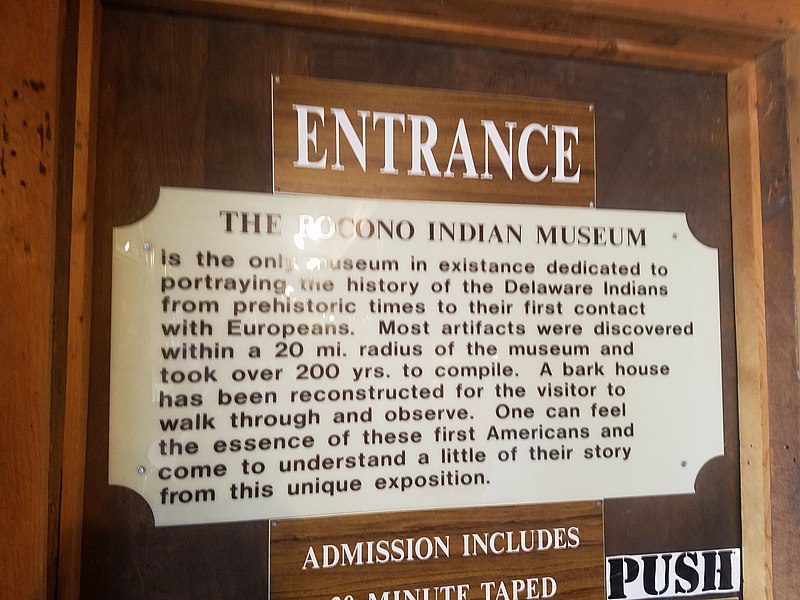 ENTRANCE
THE POCONO INDIAN MUSEUM
is the only museum in existance dedicated to
portraying the history of the Delaware Indians
from prehistoric times to their first contact
with Europeans. Most artifacts were discovered
within a 20 mi. radius of the museum and
took over 200 yrs. to compile. A bark house
has been reconstructed for the visitor to
walk through and observe. One can feel
the essence of these first Americans and
come to understand a little of their story
from this unique exposition.
ADMISSION INCLUDES
MINUTE TAPED
PUSH